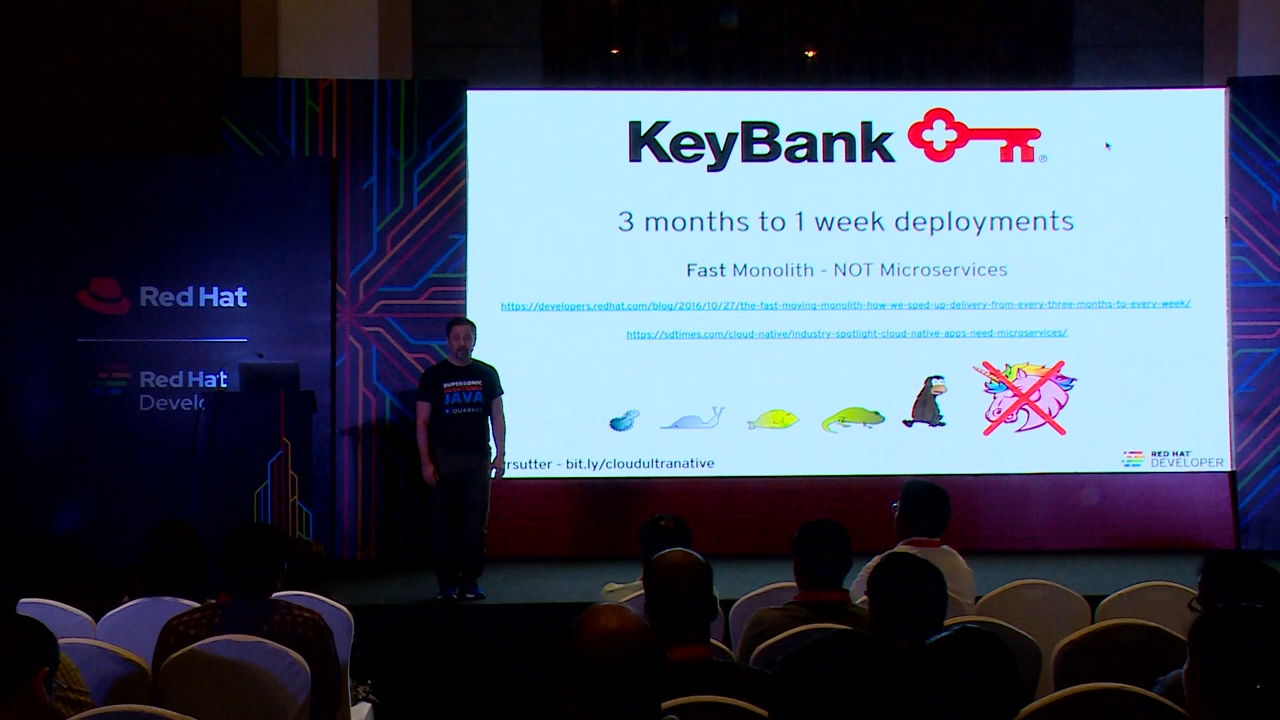 KeyBank
®
3 months to 1 week deployments
Fast Monolith - NOT Microservices
https://developers.redhat.com/blog/2016/10/27/the-fast-moving-monolith-how-we-sped-up-delivery-from-every-three-months-to-every-week/
https://sdtimes.com/cloud-native/industry-spotlight-cloud-native-apps-need-microservices/
rsutter - bit.ly/cloudultranative
RED HAT
DEVELOPER
Red Hat
Red Hat
Develo
SUPERSONIC
JAVA
QUARKUS